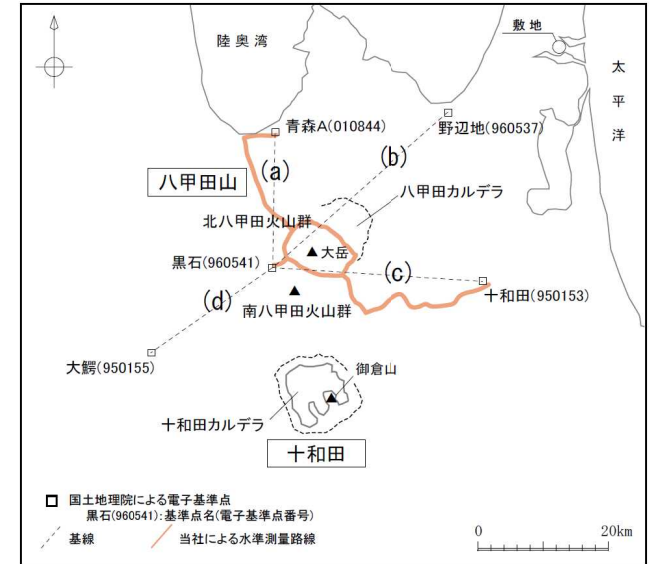 陸奥湾
敷地
太平洋
青森A(010844)
野辺地(960537)
(b)
(a)
八甲田山
八甲田カルデラ
北八甲田火山群
▲大岳
黒石(960541)
(c)
(d)
十和田(950153)
南八甲田火山群
大鰐(950155)
御倉山
十和田カルデラ
十和田
国土地理院による電子基準点
黒石(960541):基準点名(電子基準点番号)
基線
当社による水準測量路線
0 20km